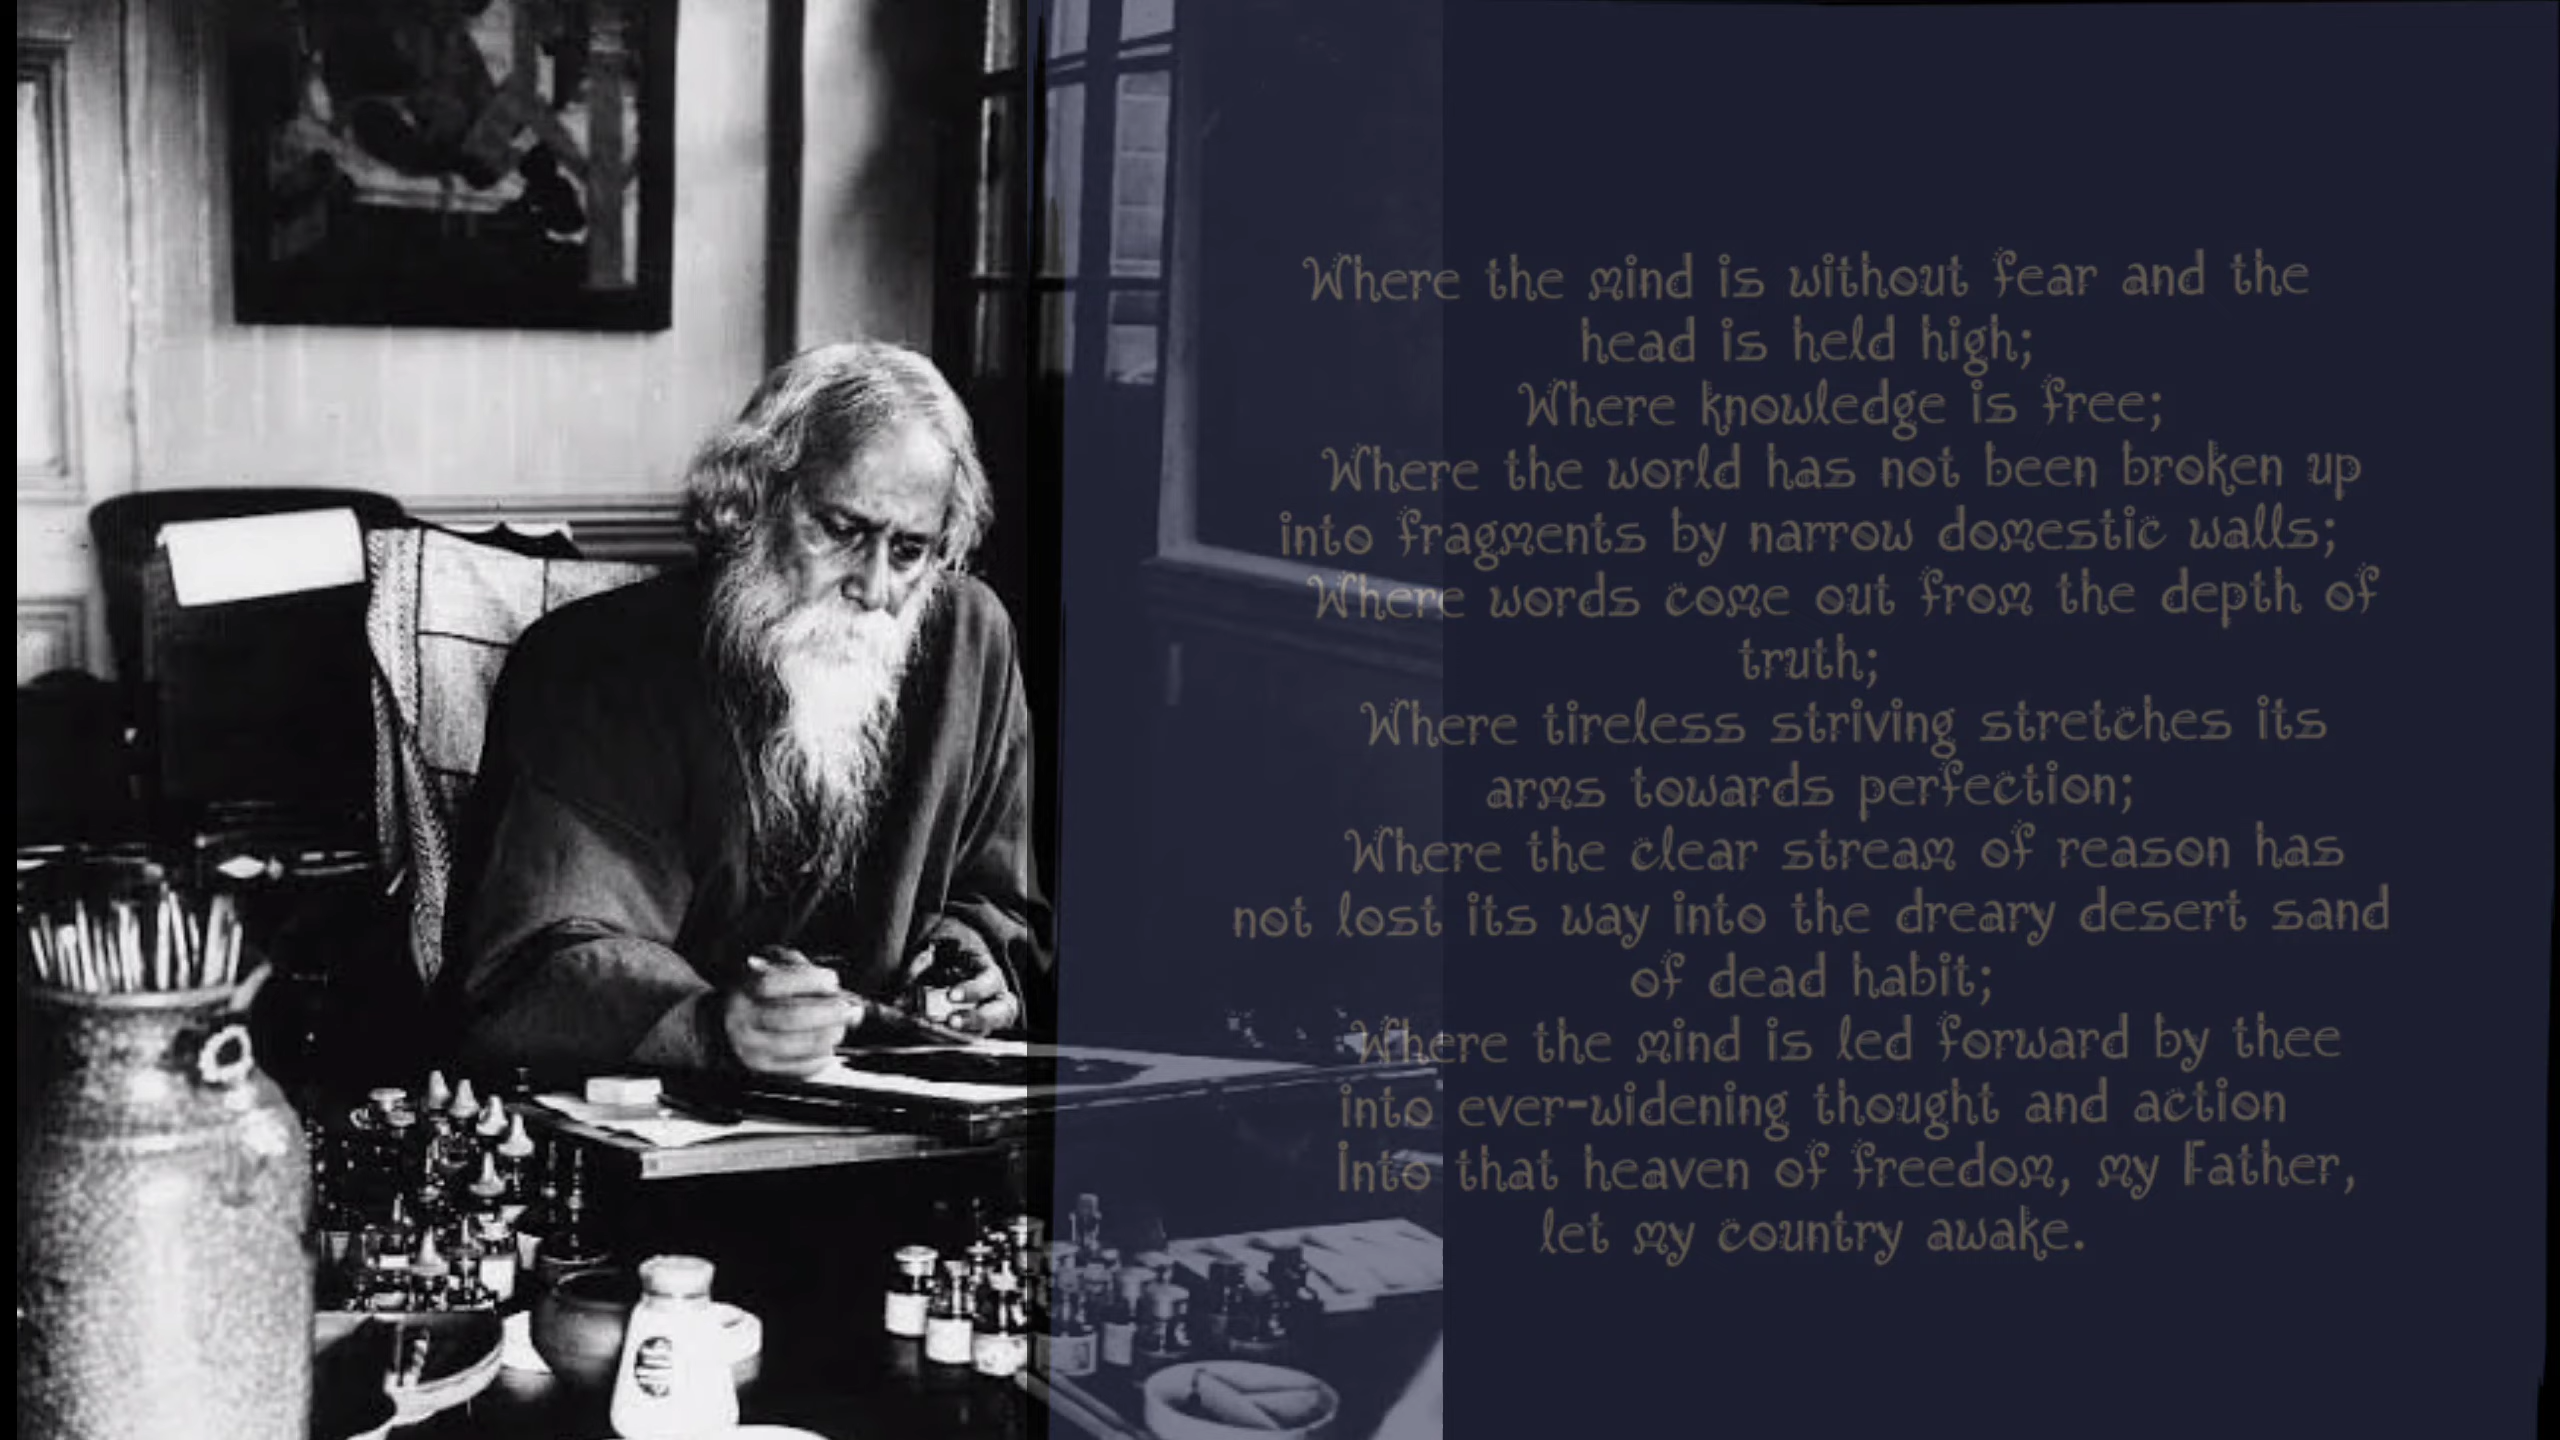 Where the mind is without fear and the
head is held high;
Where knowledge is free;
Where the world has not been broken up
into fragments by narrow domestic walls;
Where words come out from the depth of
truth;
Where tireless striving stretches its
arms towards perfection;
Where the clear stream of reason has
not lost its way into the dreary desert sand
of dead habit;
Where the mind is led forward by thee
into ever-widening thought and action
Into that heaven of freedom, my Father,
let my country awake.